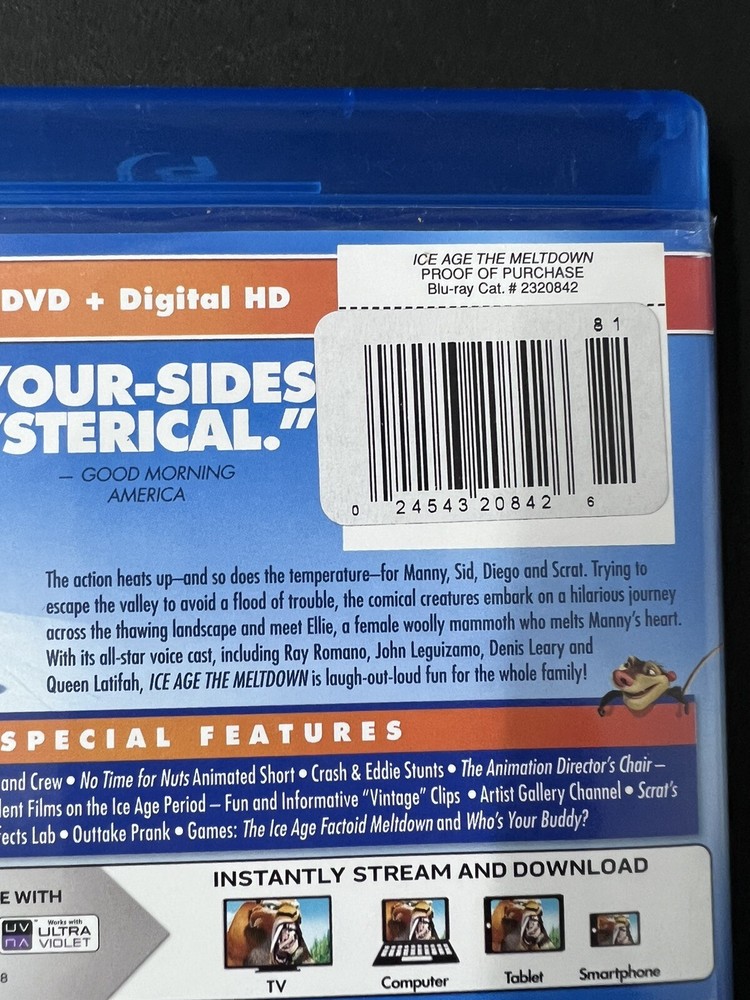 ICE AGE THE MELTDOWN
PROOF OF PURCHASE
Blu-ray Cat. # 2320842
DVD + Digital HD
81
0 24543 20842 6
YOUR-SIDES
YSTERICAL.”
— GOOD MORNING
AMERICA
The action heats up—and so does the temperature—for Manny, Sid, Diego and Scrat. Trying to
escape the valley to avoid a flood of trouble, the comical creatures embark on a hilarious journey
across the thawing landscape and meet Ellie, a female woolly mammoth who melts Manny's heart.
With its all-star voice cast, including Ray Romano, John Leguizamo, Denis Leary and
Queen Latifah, ICE AGE THE MELTDOWN is laugh-out-loud fun for the whole family!
SPECIAL FEATURES
and Crew • No Time for Nuts Animated Short • Crash & Eddie Stunts • The Animation Director's Chair –
lent Films on the Ice Age Period – Fun and Informative “Vintage” Clips • Artist Gallery Channel • Scrat's
fects Lab • Outtake Prank • Games: The Ice Age Factoid Meltdown and Who's Your Buddy?
INSTANTLY STREAM AND DOWNLOAD
E WITH
UV
Works with
ULTRA
VIOLET™
8
TV
Computer
Tablet
Smartphone